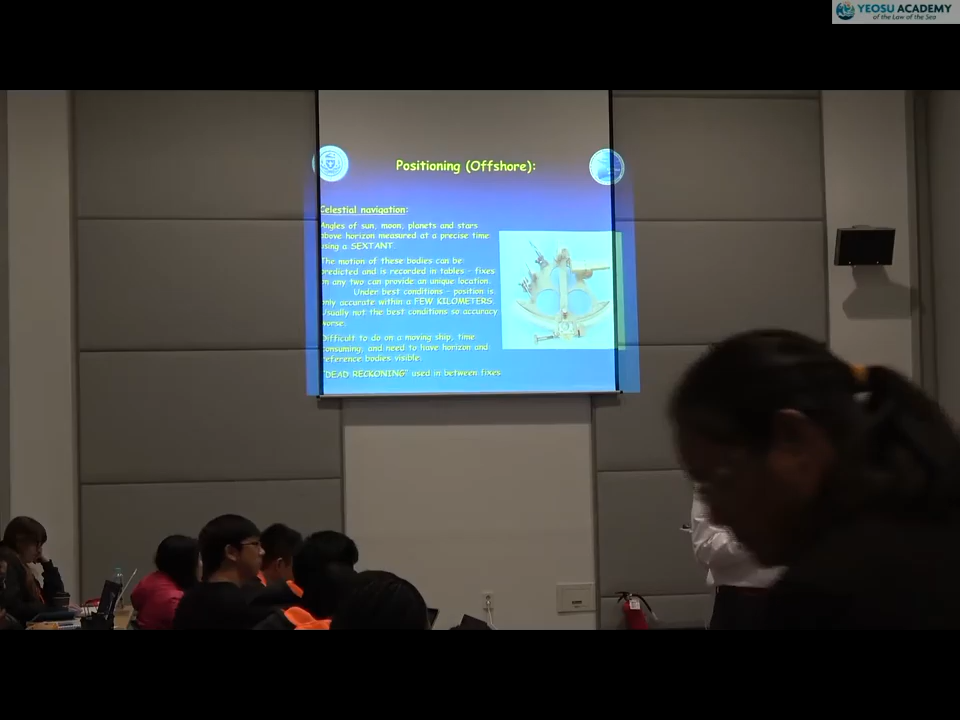 YEOSU ACADEMY
of the Law of the Sea
Positioning (Offshore):
Celestial navigation:
Angles of sun, moon, planets and stars
above horizon measured at a precise time
using a SEXTANT.
The motion of these bodies can be
predicted and is recorded in tables - fixes
on any two can provide an unique location.
Under best conditions - position is
only accurate within a FEW KILOMETERS.
Usually not the best conditions so accuracy
worse.
Difficult to do on a moving ship, time
consuming, and need to have horizon and
reference bodies visible.
"DEAD RECKONING" used in between fixes